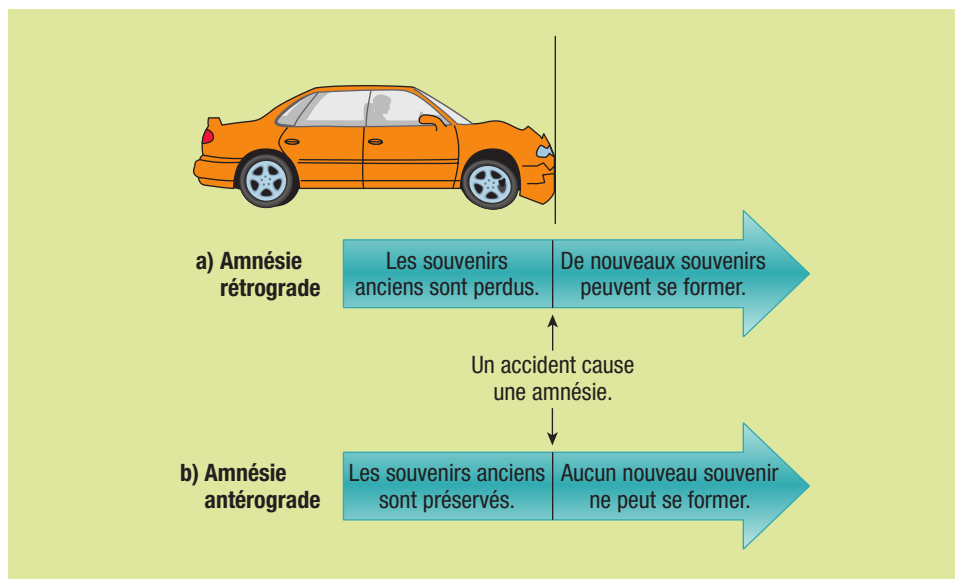 a) Amnésie
rétrograde
Les souvenirs
anciens sont perdus.
De nouveaux souvenirs
peuvent se former.
Un accident cause
une amnésie.
b) Amnésie
antérograde
Les souvenirs anciens
sont préservés.
Aucun nouveau souvenir
ne peut se former.